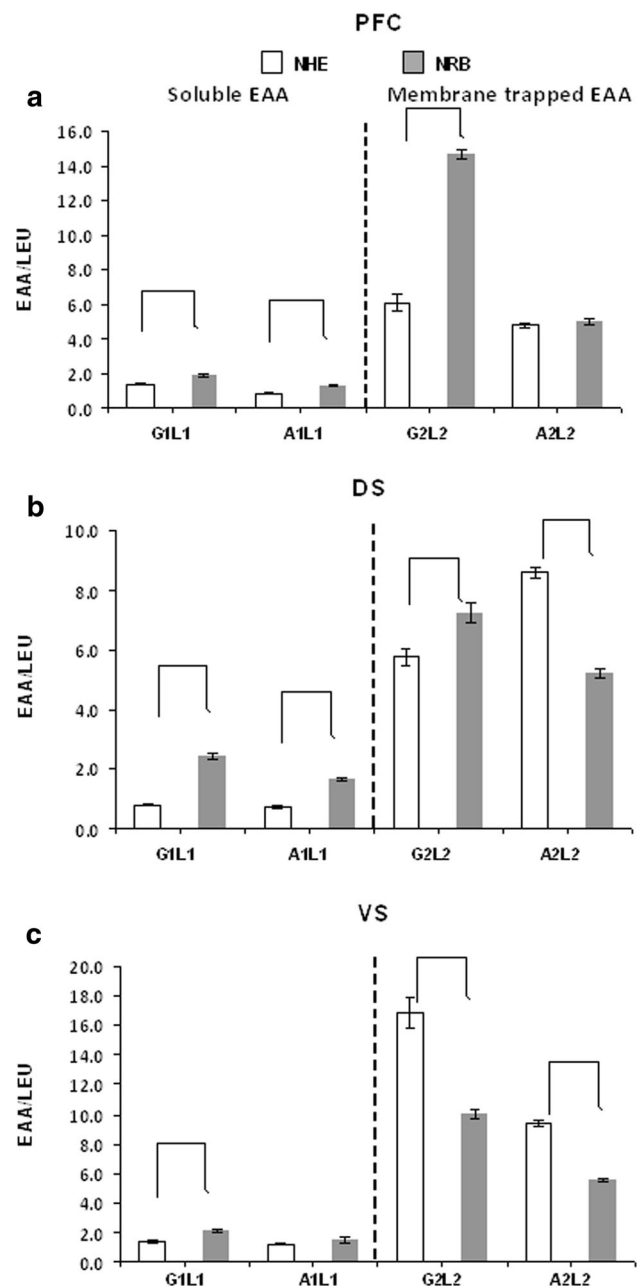 PFC
NHE NRB
a
Soluble EAA Membrane trapped EAA
16.0
14.0
12.0
10.0
8.0
6.0
4.0
2.0
0.0
EAA/LEU
G1L1 A1L1 G2L2 A2L2
DS
b
10.0
8.0
6.0
4.0
2.0
0.0
EAA/LEU
G1L1 A1L1 G2L2 A2L2
VS
c
20.0
18.0
16.0
14.0
12.0
10.0
8.0
6.0
4.0
2.0
0.0
EAA/LEU
G1L1 A1L1 G2L2 A2L2